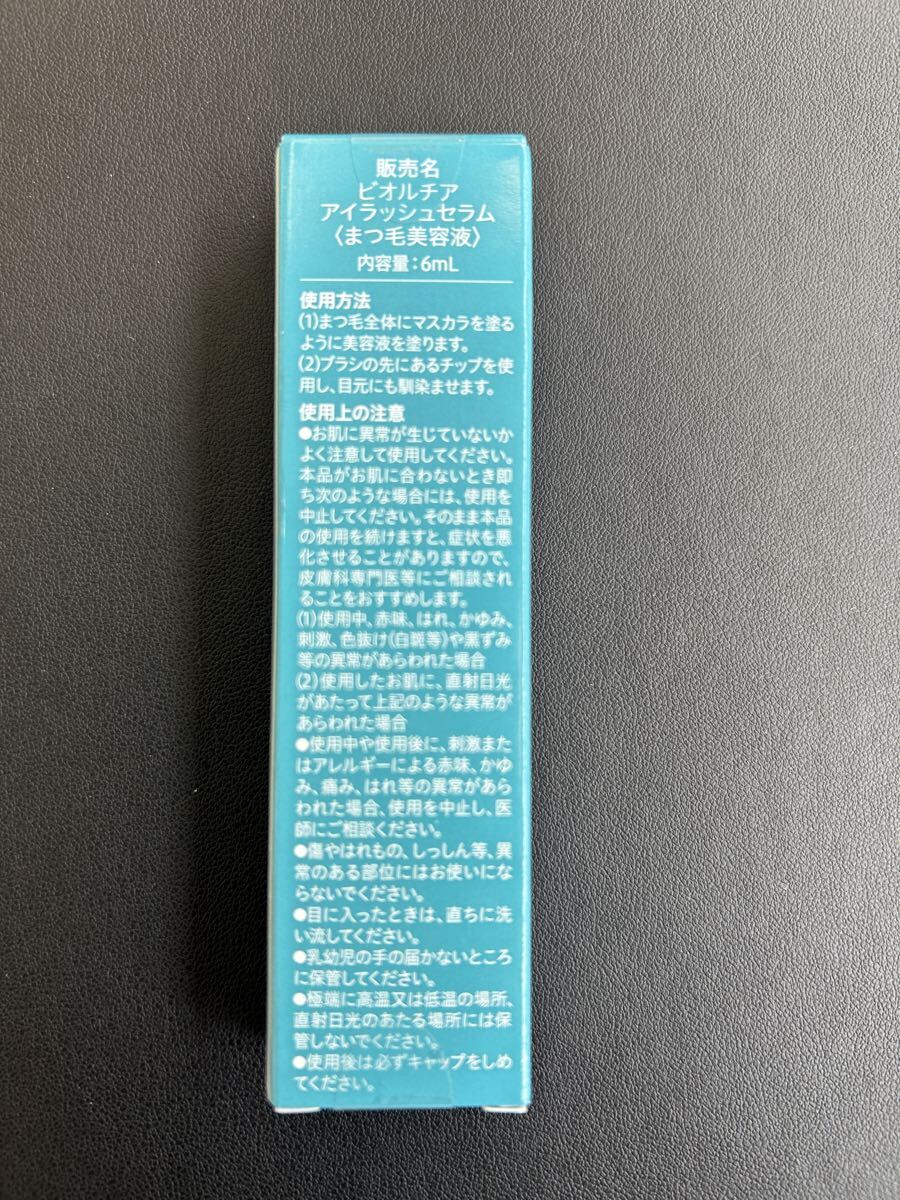 販売名
ビオルチア
アイラッシュセラム
〈まつ毛美容液〉
内容量：6mL
使用方法
(1)まつ毛全体にマスカラを塗る
ように美容液を塗ります。
(2)ブラシの先にあるチップを使
用し、目元にも馴染ませます。
使用上の注意
●お肌に異常が生じていないか
よく注意して使用してください。
本品がお肌に合わないとき即
ち次のような場合には、使用を
中止してください。そのまま本品
の使用を続けますと、症状を悪
化させることがありますので、
皮膚科専門医等にご相談され
ることをおすすめします。
(1)使用中、赤味、はれ、かゆみ、
刺激、色抜け(白斑等)や黒ずみ
等の異常があらわれた場合
(2)使用したお肌に、直射日光
があたって上記のような異常が
あらわれた場合
●使用中や使用後に、刺激また
はアレルギーによる赤味、かゆ
み、痛み、はれ等の異常があら
われた場合、使用を中止し、医
師にご相談ください。
●傷やはれもの、しっしん等、異
常のある部位にはお使いにな
らないでください。
●目に入ったときは、直ちに洗
い流してください。
●乳幼児の手の届かないところ
に保管してください。
●極端に高温又は低温の場所、
直射日光のあたる場所には保
管しないでください。
●使用後は必ずキャップをしめ
てください。